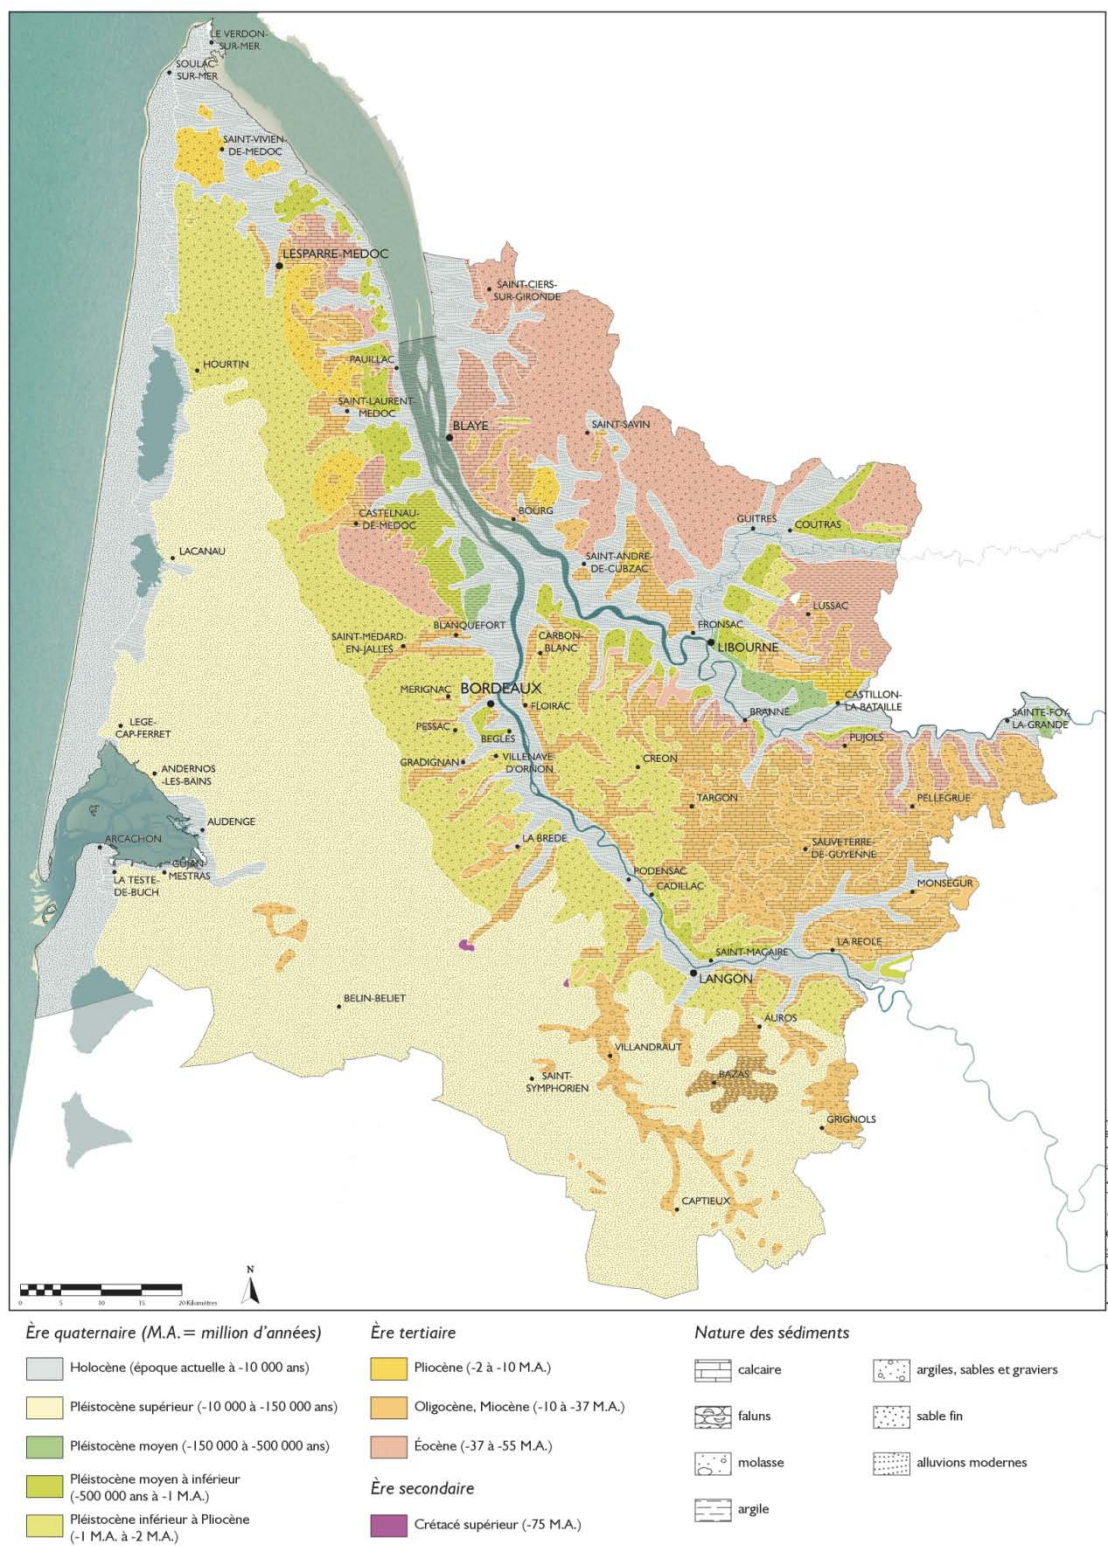 LE VERDON-
SUR-MER
SOULAC
SUR-MER
SAINT-VIVIEN-
DE-MEDOC
LESPARRE-MEDOC
SAINT-CIERS-
SUR-GIRONDE
HOURTIN
PAUILLAC
SAINT-LAURENT-
MEDOC
BLAYE
SAINT-SAVIN
CASTELNAU-
DE-MEDOC
BOURG
GUITRES
COUTRAS
LACANAU
SAINT-ANDRE-
DE-CUBZAC
LUSSAC
BLANQUEFORT
FRONSAC
SAINT-MEDARD-
EN-JALLES
CARBON-
BLANC
LIBOURNE
MERIGNAC
BORDEAUX
FLOIRAC
CASTILLON-
LA-BATAILLE
BRANNE
SAINTE-FOY-
LA-GRANDE
LEGE-
CAP-FERRET
PESSAC
BEGLES
PUJOLS
GRADIGNAN
VILLENAVE-
D'ORNON
CREON
ANDERNOS
-LES-BAINS
TARGON
PELLEGRUE
AUDENGE
ARCACHON
LA BREDE
SAUVETERRE-
DE-GUYENNE
GUJAN-
MESTRAS
LA TESTE-
DE-BUCH
PODENSAC
CADILLAC
MONSEGUR
LA REOLE
SAINT-MACAIRE
LANGON
BELIN-BELIET
AUROS
VILLANDRAUT
SAINT-
SYMPHORIEN
BAZAS
GRIGNOLS
CAPTIEUX
N
0 5 10 15 20 Kilomètres
Ère quaternaire (M.A. = million d'années)
Holocène (époque actuelle à -10 000 ans)
Pléistocène supérieur (-10 000 à -150 000 ans)
Pléistocène moyen (-150 000 à -500 000 ans)
Pléistocène moyen à inférieur
(-500 000 ans à -1 M.A.)
Pléistocène inférieur à Pliocène
(-1 M.A. à -2 M.A.)
Ère tertiaire
Pliocène (-2 à -10 M.A.)
Oligocène, Miocène (-10 à -37 M.A.)
Éocène (-37 à -55 M.A.)
Ère secondaire
Crétacé supérieur (-75 M.A.)
Nature des sédiments
calcaire
faluns
molasse
argile
argiles, sables et graviers
sable fin
alluvions modernes